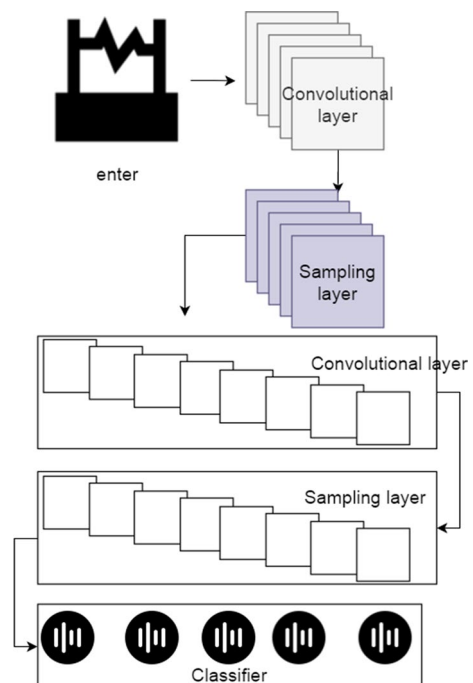 enter
Convolutional
layer
Sampling
layer
Convolutional layer
Sampling layer
Classifier